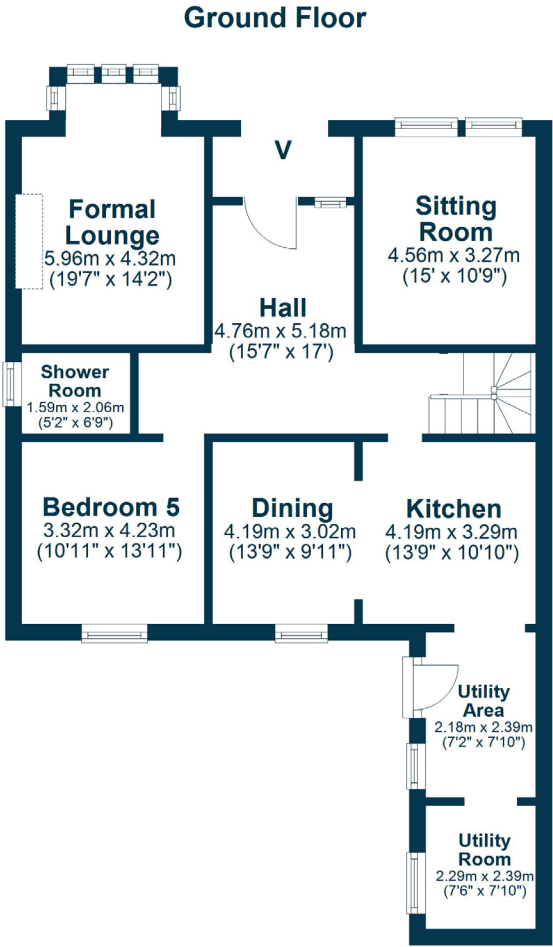 Ground Floor
V
Formal
Lounge
5.96m x 4.32m
(19'7" x 14'2")
Sitting
Room
4.56m x 3.27m
(15' x 10'9")
Hall
4.76m x 5.18m
(15'7" x 17')
Shower
Room
1.59m x 2.06m
(5'2" x 6'9")
Bedroom 5
3.32m x 4.23m
(10'11" x 13'11")
Dining
4.19m x 3.02m
(13'9" x 9'11")
Kitchen
4.19m x 3.29m
(13'9" x 10'10")
Utility
Area
2.18m x 2.39m
(7'2" x 7'10")
Utility
Room
2.29m x 2.39m
(7'6" x 7'10")